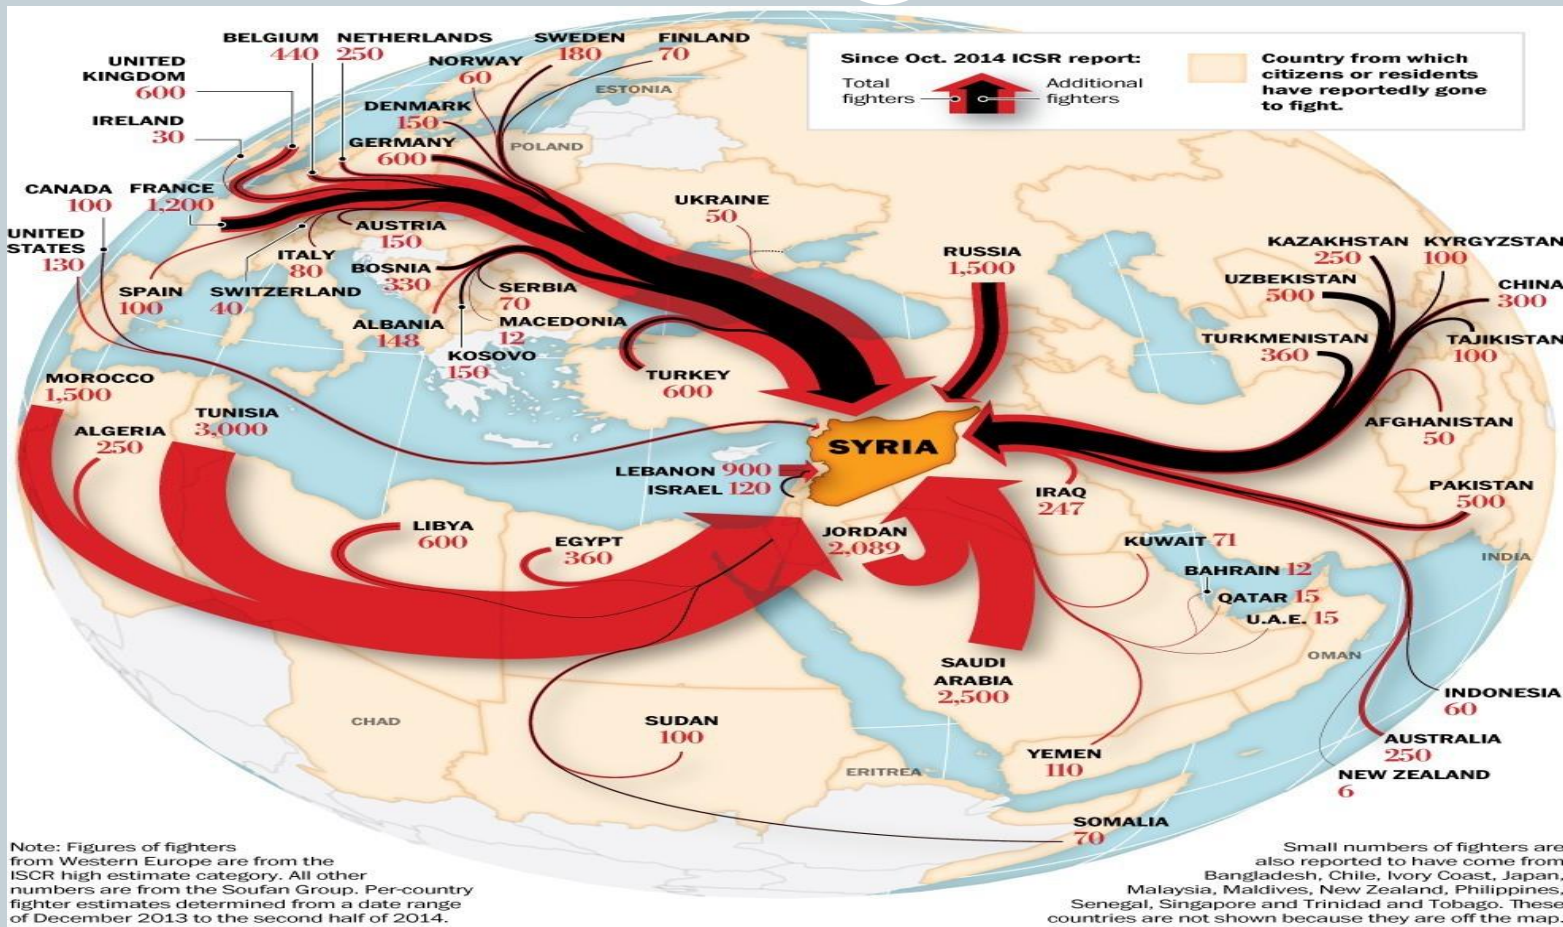 BELGIUM
440
NETHERLANDS
250
SWEDEN
180
FINLAND
70
UNITED
KINGDOM
600
NORWAY
60
IRELAND
30
DENMARK
150
GERMANY
600
ESTONIA
POLAND
Since Oct. 2014 ICSR report:
Total
fighters
Additional
fighters
Country from which
citizens or residents
have reportedly gone
to fight.
CANADA
100
FRANCE
1,200
UNITED
STATES
130
AUSTRIA
150
ITALY
80
SPAIN
100
SWITZERLAND
40
BOSNIA
330
SERBIA
70
ALBANIA
148
MACEDONIA
12
KOSOVO
150
UKRAINE
50
RUSSIA
1,500
KAZAKHSTAN
250
KYRGYZSTAN
100
UZBEKISTAN
500
CHINA
300
TURKMENISTAN
360
TAJIKISTAN
100
TURKEY
600
MOROCCO
1,500
ALGERIA
250
TUNISIA
3,000
AFGHANISTAN
50
SYRIA
LEBANON 900
ISRAEL 120
IRAQ
247
PAKISTAN
500
LIBYA
600
EGYPT
360
JORDAN
2,089
KUWAIT 71
BAHRAIN 12
QATAR 15
U.A.E. 15
INDIA
OMAN
SAUDI
ARABIA
2,500
INDONESIA
60
CHAD
SUDAN
100
YEMEN
110
AUSTRALIA
250
ERITREA
NEW ZEALAND
6
SOMALIA
70
Note: Figures of fighters
from Western Europe are from the
ISCR high estimate category. All other
numbers are from the Soufan Group. Per-country
fighter estimates determined from a date range
of December 2013 to the second half of 2014.
Small numbers of fighters are
also reported to have come from
Bangladesh, Chile, Ivory Coast, Japan,
Malaysia, Maldives, New Zealand, Philippines,
Senegal, Singapore and Trinidad and Tobago. These
countries are not shown because they are off the map.